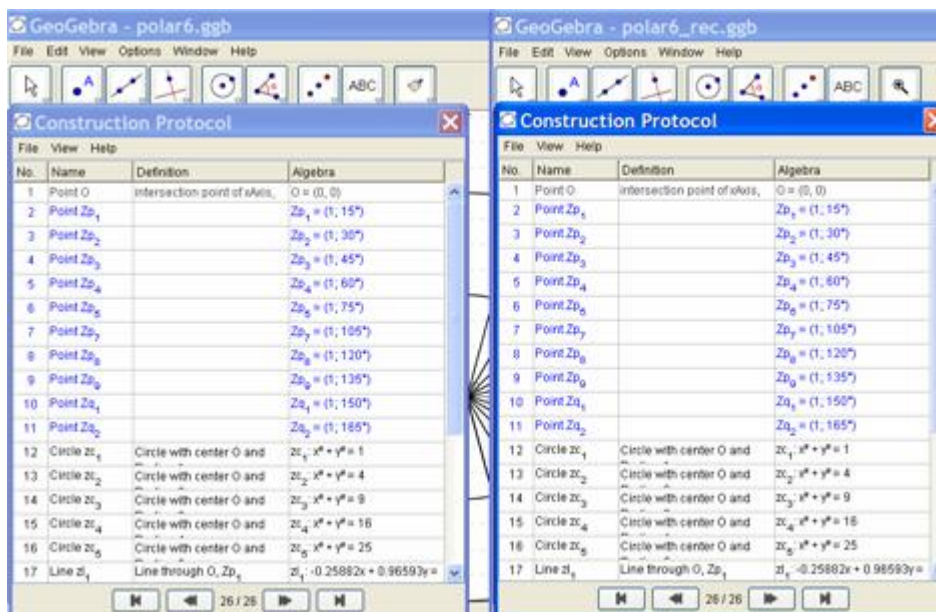 GeoGebra - polar6.ggb
File Edit View Options Window Help
ABC
Construction Protocol
File View Help
No. Name Definition Algebra
1 Point O intersection point of xAxis, O = (0, 0)
2 Point Zp₁ Zp₁ = (1; 15°)
3 Point Zp₂ Zp₂ = (1; 30°)
4 Point Zp₃ Zp₃ = (1; 45°)
5 Point Zp₄ Zp₄ = (1; 60°)
6 Point Zp₅ Zp₅ = (1; 75°)
7 Point Zp₇ Zp₇ = (1; 105°)
8 Point Zp₈ Zp₈ = (1; 120°)
9 Point Zp₉ Zp₉ = (1; 135°)
10 Point Zq₁ Zq₁ = (1; 150°)
11 Point Zq₂ Zq₂ = (1; 165°)
12 Circle zc₁ Circle with center O and zc₁: x² + y² = 1
13 Circle zc₂ Circle with center O and zc₂: x² + y² = 4
14 Circle zc₃ Circle with center O and zc₃: x² + y² = 9
15 Circle zc₄ Circle with center O and zc₄: x² + y² = 16
16 Circle zc₅ Circle with center O and zc₅: x² + y² = 25
17 Line zl₁ Line through O, Zp₁ zl₁: -0.25882x + 0.96593y =
26 / 26
GeoGebra - polar6_rec.ggb
File Edit View Options Window Help
ABC
Construction Protocol
File View Help
No. Name Definition Algebra
1 Point O intersection point of xAxis, O = (0, 0)
2 Point Zp₁ Zp₁ = (1; 15°)
3 Point Zp₂ Zp₂ = (1; 30°)
4 Point Zp₃ Zp₃ = (1; 45°)
5 Point Zp₄ Zp₄ = (1; 60°)
6 Point Zp₅ Zp₅ = (1; 75°)
7 Point Zp₇ Zp₇ = (1; 105°)
8 Point Zp₈ Zp₈ = (1; 120°)
9 Point Zp₉ Zp₉ = (1; 135°)
10 Point Zq₁ Zq₁ = (1; 150°)
11 Point Zq₂ Zq₂ = (1; 165°)
12 Circle zc₁ Circle with center O and zc₁: x² + y² = 1
13 Circle zc₂ Circle with center O and zc₂: x² + y² = 4
14 Circle zc₃ Circle with center O and zc₃: x² + y² = 9
15 Circle zc₄ Circle with center O and zc₄: x² + y² = 16
16 Circle zc₅ Circle with center O and zc₅: x² + y² = 25
17 Line zl₁ Line through O, Zp₁ zl₁: -0.25882x + 0.96593y =
26 / 26